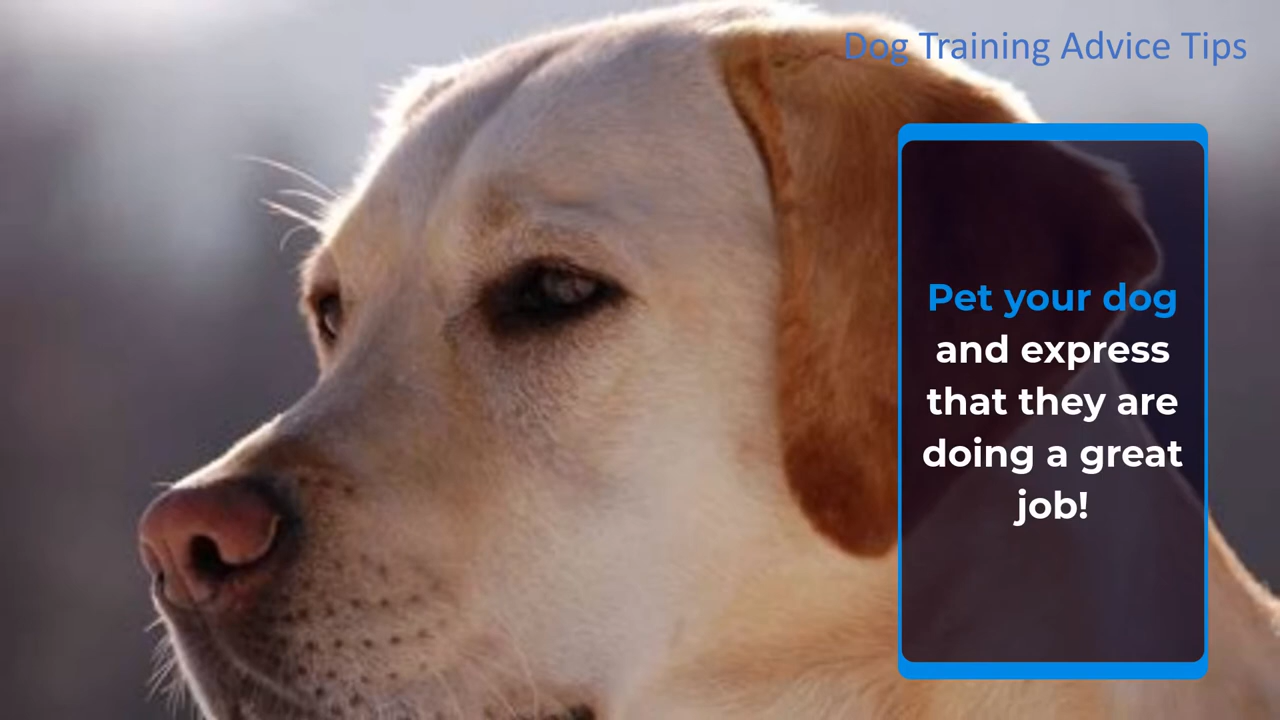 Dog Training Advice Tips
Pet your dog
and express
that they are
doing a great
job!